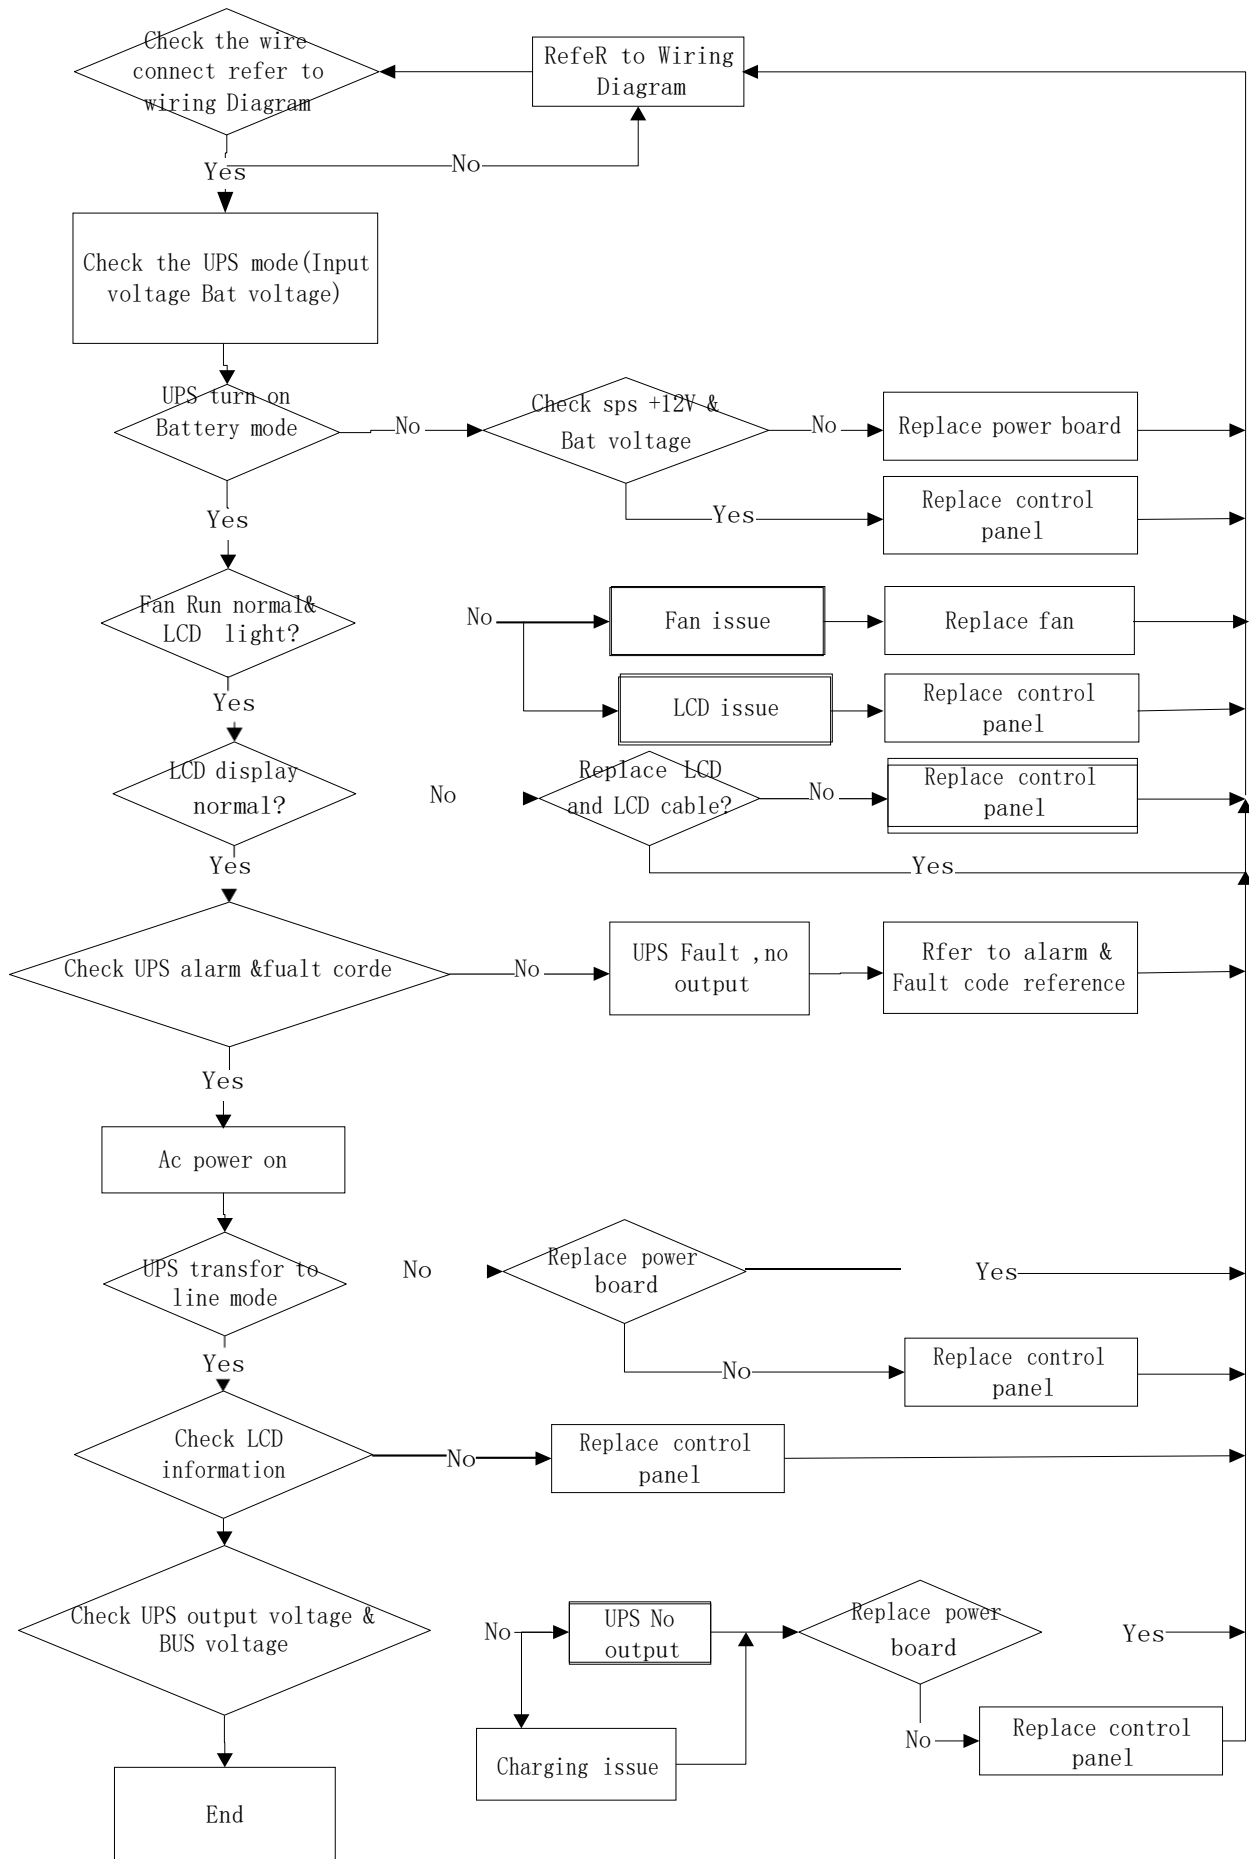 Check the wire
connect refer to
wiring Diagram
RefeR to Wiring
Diagram
No
Yes
Check the UPS mode(Input
voltage Bat voltage)
UPS turn on
Battery mode
No
Check sps +12V &
Bat voltage
No
Replace power board
Yes
Replace control
panel
Yes
Fan Run normal&
LCD light?
No
Fan issue
Replace fan
LCD issue
Replace control
panel
Yes
LCD display
normal?
No
Replace LCD
and LCD cable?
No
Replace control
panel
Yes
Yes
Check UPS alarm &fualt corde
No
UPS Fault ,no
output
Rfer to alarm &
Fault code reference
Yes
Ac power on
UPS transfor to
line mode
No
Replace power
board
Yes
No
Replace control
panel
Yes
Check LCD
information
No
Replace control
panel
Check UPS output voltage &
BUS voltage
No
UPS No
output
Replace power
board
Yes
No
Replace control
panel
Charging issue
End